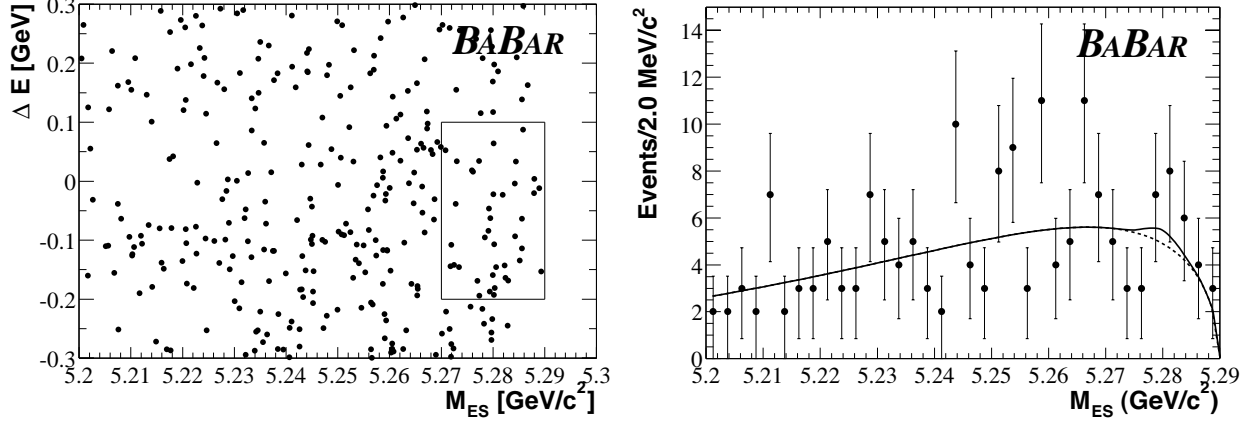 Δ E [GeV]
0.3
0.2
0.1
0
-0.1
-0.2
-0.3
BABAR
5.2 5.21 5.22 5.23 5.24 5.25 5.26 5.27 5.28 5.29 5.3
M_ES [GeV/c²]
Events/2.0 MeV/c²
14
12
10
8
6
4
2
0
BABAR
5.2 5.21 5.22 5.23 5.24 5.25 5.26 5.27 5.28 5.29
M_ES (GeV/c²)